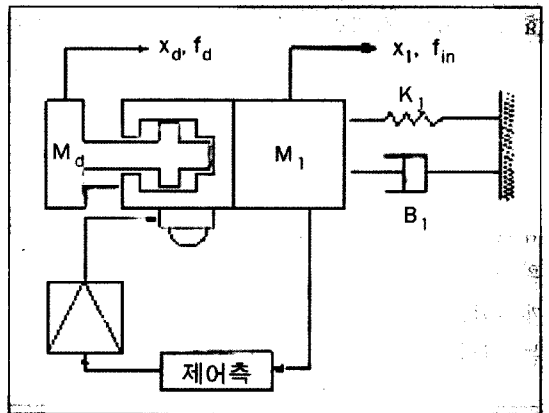 x_d, f_d
x_1, f_in
K_1
M_d
M_1
B_1
제어측